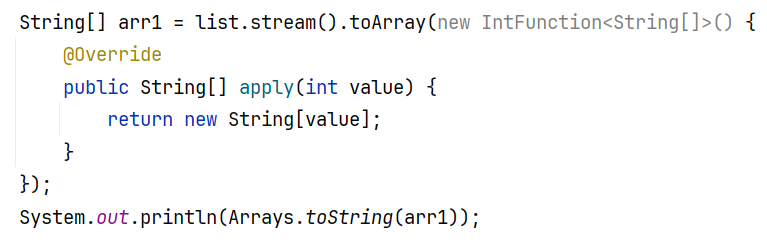 String[] arr1 = list.stream().toArray(new IntFunction<String[]>() {
    @Override
    public String[] apply(int value) {
        return new String[value];
    }
});
System.out.println(Arrays.toString(arr1));